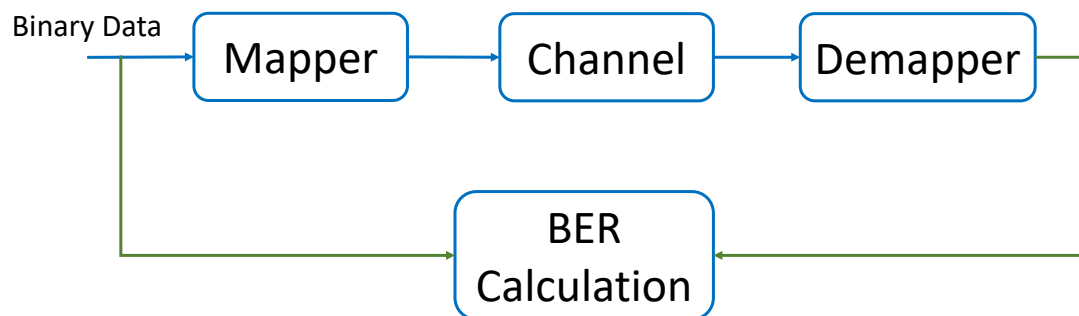 Binary Data
Mapper
Channel
Demapper
BER
Calculation